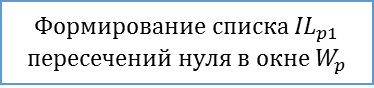 Формирование списка IL_{p1}
пересечений нуля в окне W_p